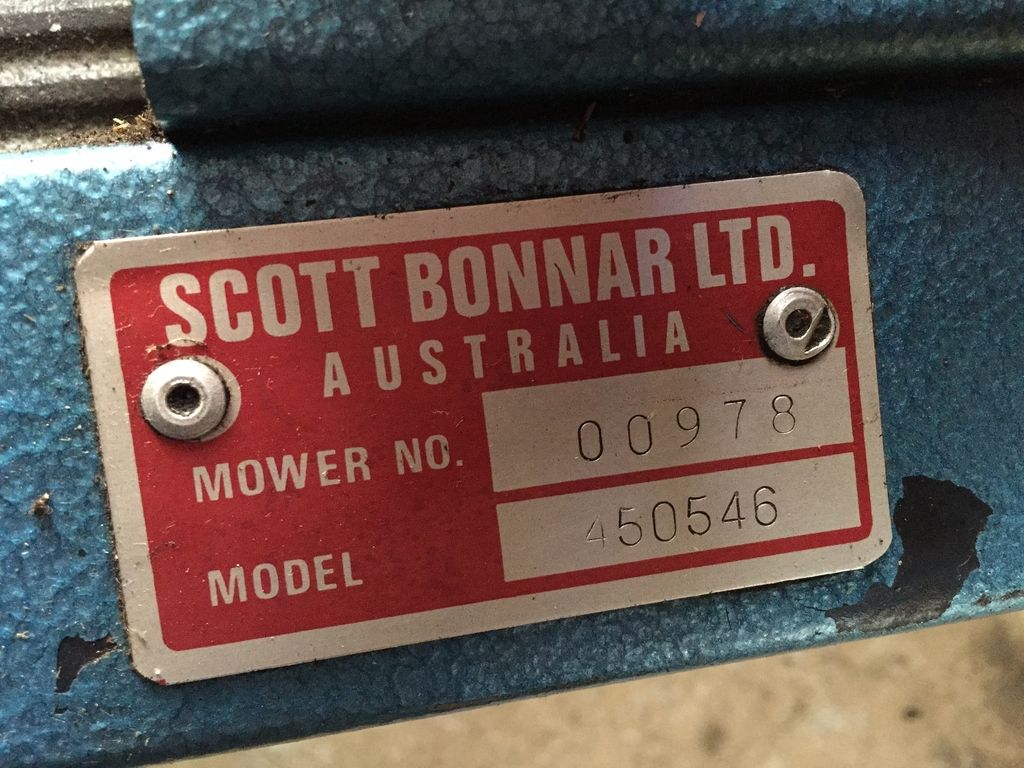 SCOTT BONNAR LTD.
AUSTRALIA
MOWER NO. 00978
MODEL 450546